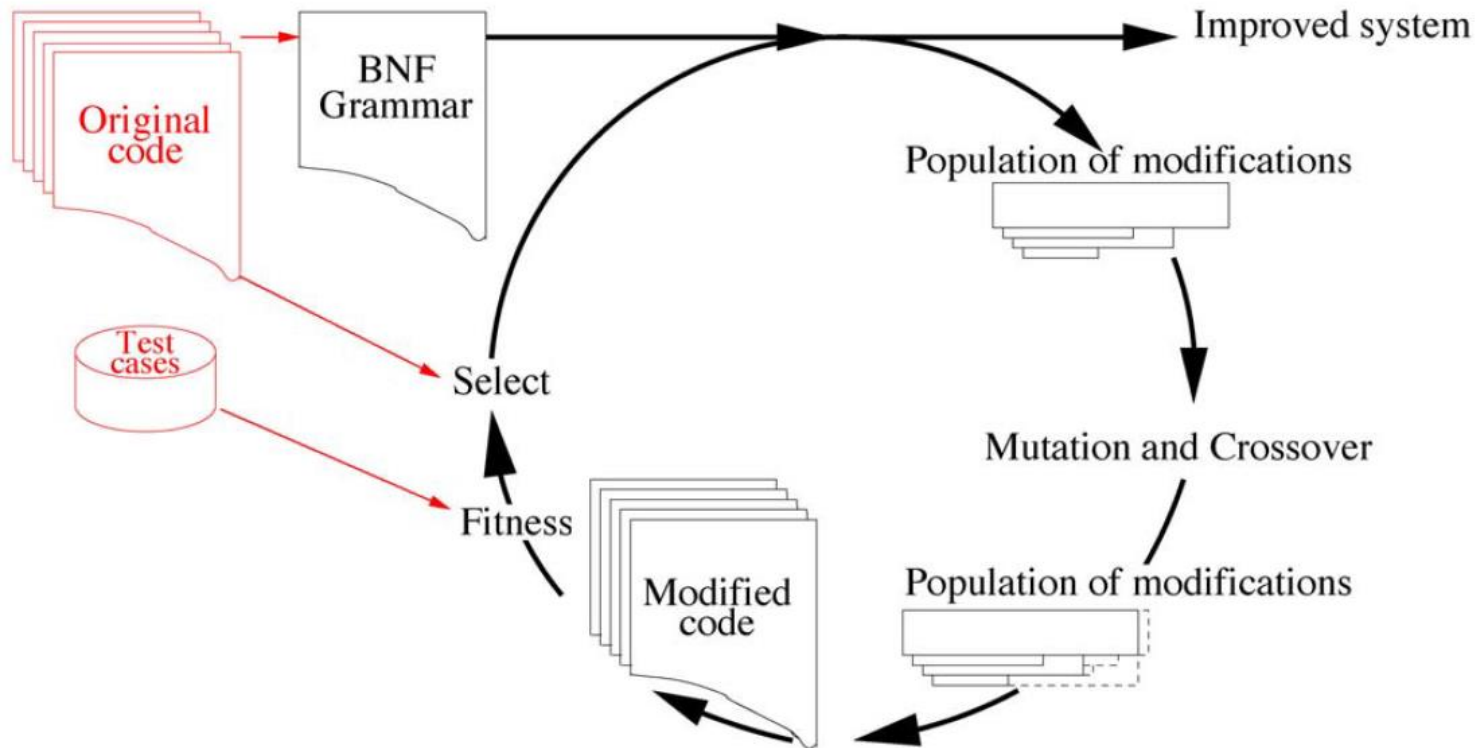 Improved system
BNF
Grammar
Original
code
Population of modifications
Test
cases
Select
Mutation and Crossover
Fitness
Modified
code
Population of modifications